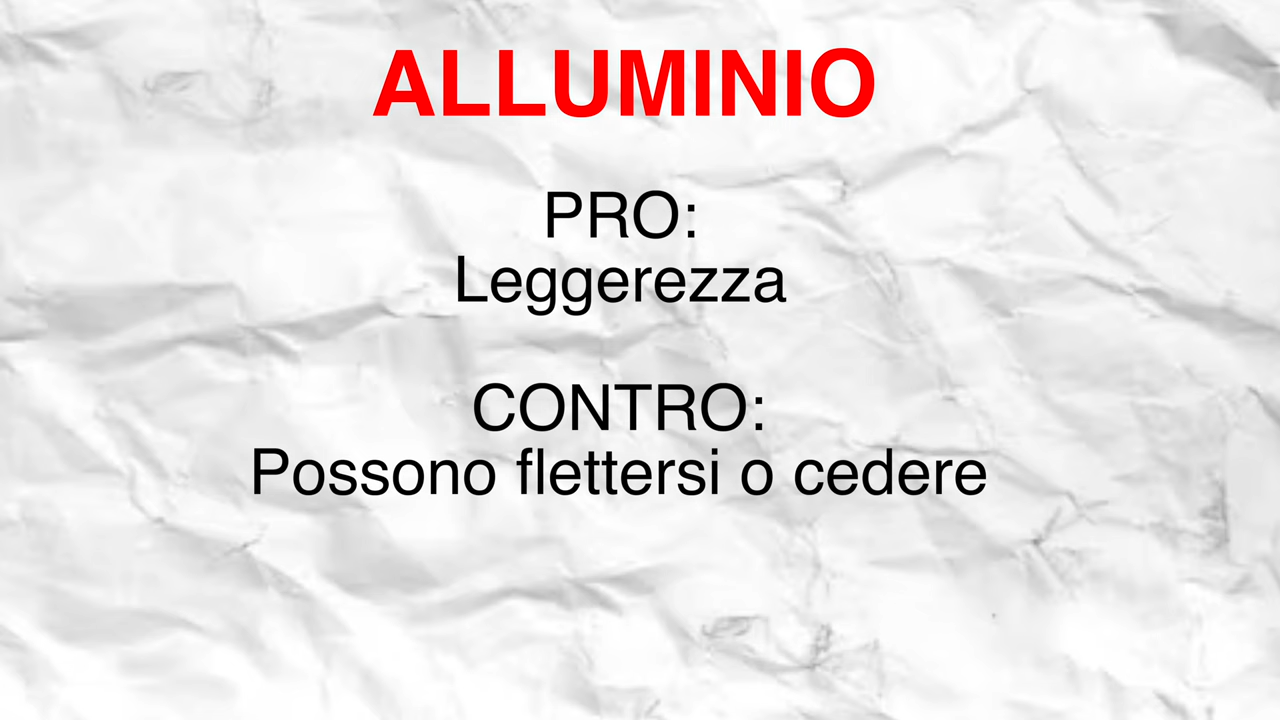 ALLUMINIO
PRO:
Leggerezza
CONTRO:
Possono flettersi o cedere